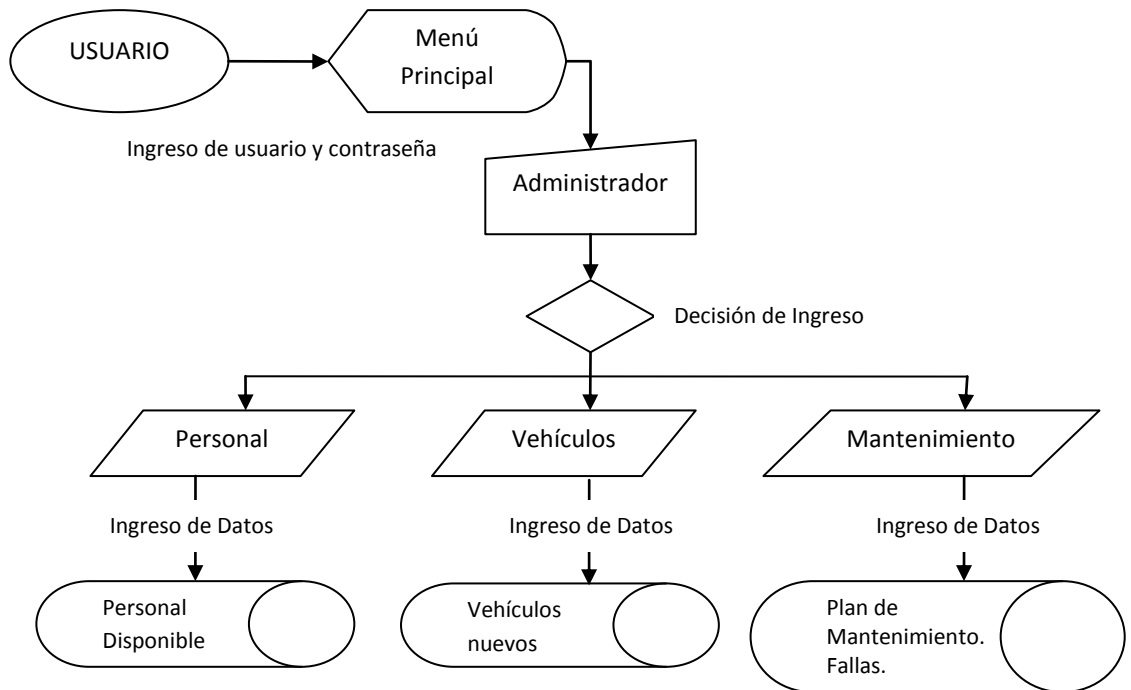 USUARIO
Menú
Principal
Ingreso de usuario y contraseña
Administrador
Decisión de Ingreso
Personal
Vehículos
Mantenimiento
Ingreso de Datos
Ingreso de Datos
Ingreso de Datos
Personal
Disponible
Vehículos
nuevos
Plan de
Mantenimiento.
Fallas.